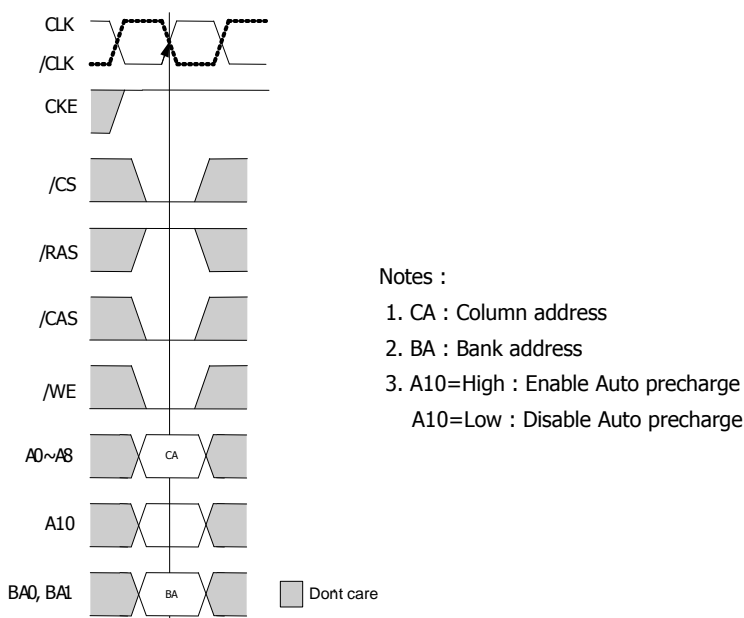 CLK
/CLK
CKE
/CS
/RAS
/CAS
/WE
A0~A8
CA
A10
BA0, BA1
BA
Dont care
Notes :
1. CA : Column address
2. BA : Bank address
3. A10=High : Enable Auto precharge
A10=Low : Disable Auto precharge